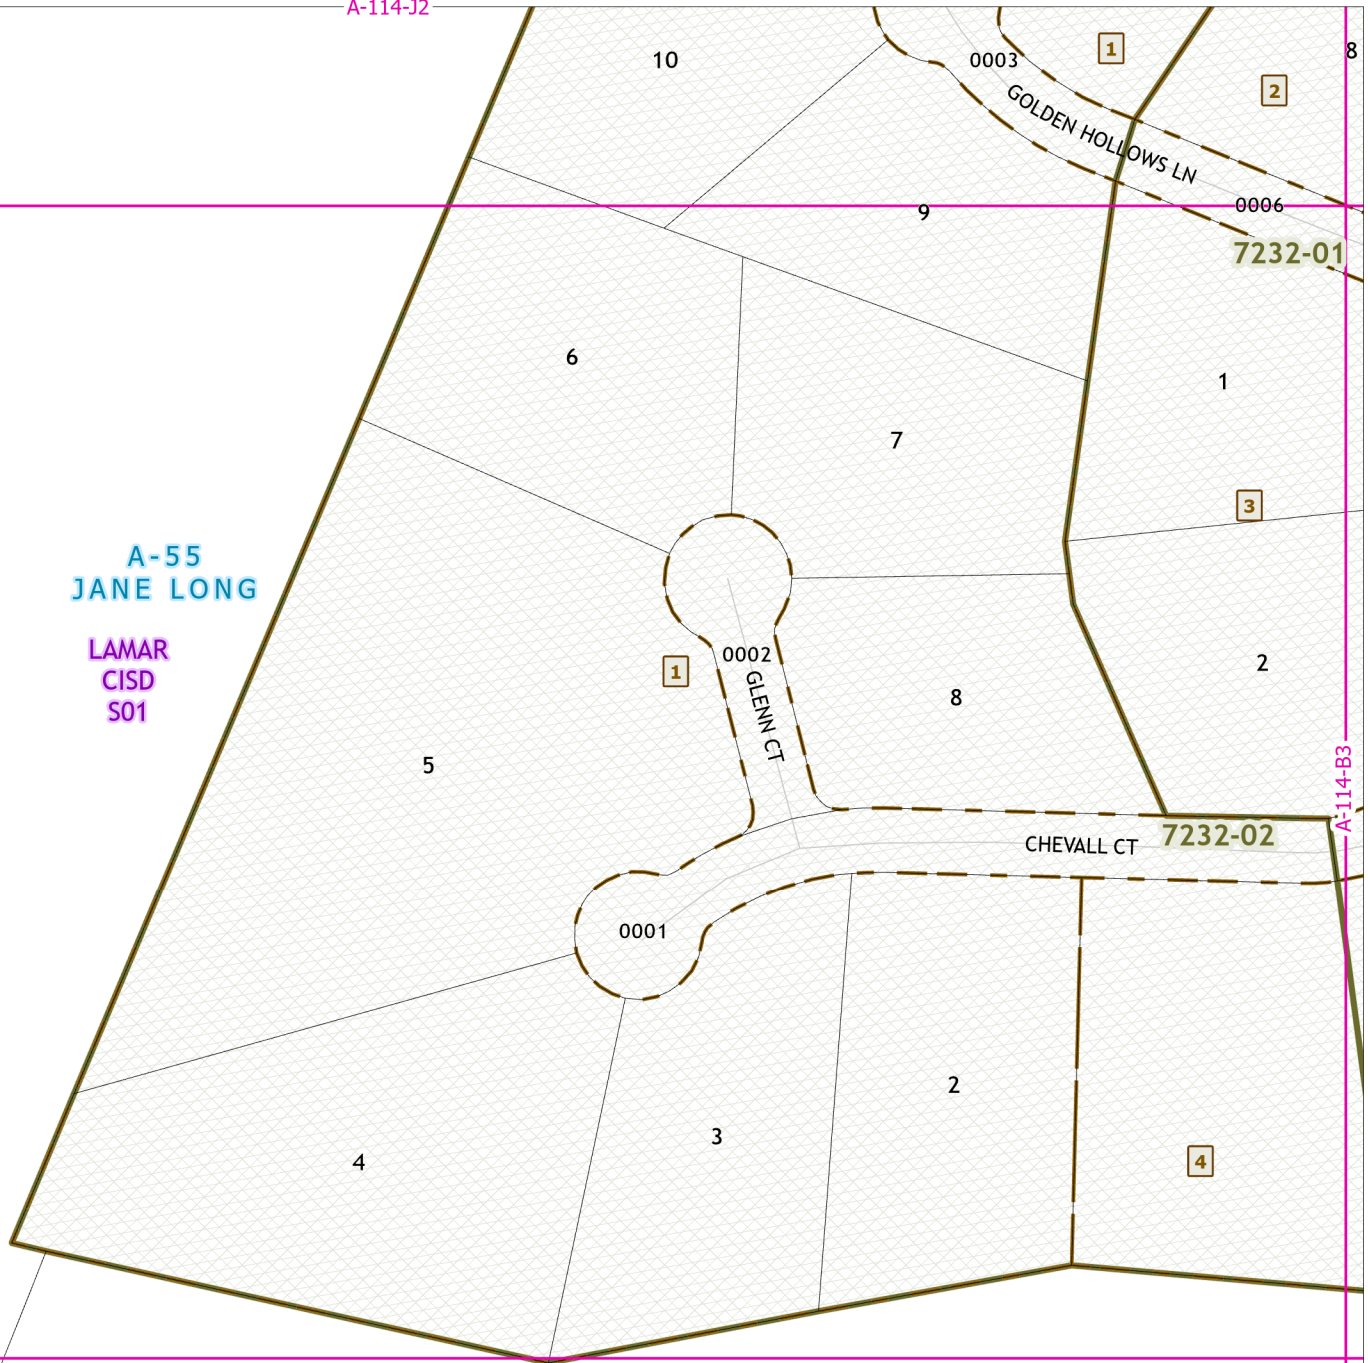 A-114-J2
10
0003
1
8
2
GOLDEN HOLLOWS LN
9
0006
7232-01
6
1
7
3
A-55
JANE LONG
LAMAR
CISD
S01
0002
1
GLENN CT
8
2
5
A-114-B3
7232-02
CHEVALL CT
0001
2
3
4
4